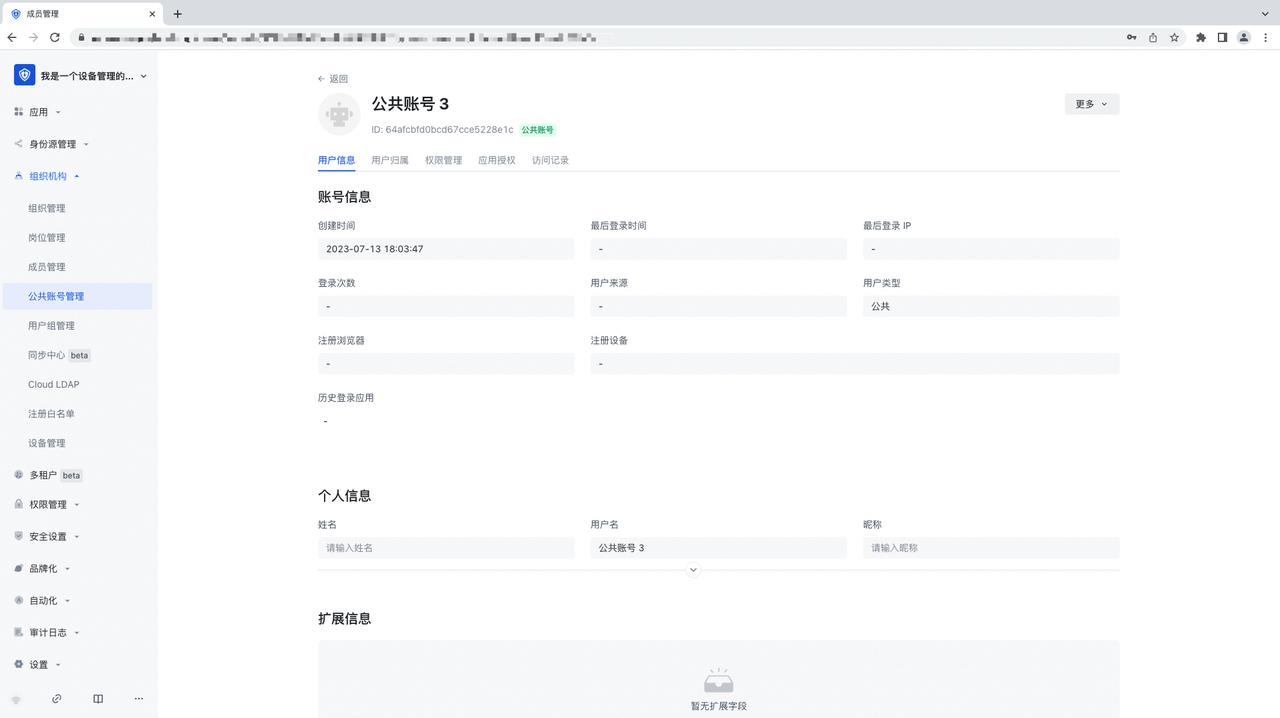 成员管理
我是一个设备管理的...
应用
身份源管理
组织机构
组织管理
岗位管理
成员管理
公共账号管理
用户组管理
同步中心 beta
Cloud LDAP
注册白名单
设备管理
多租户 beta
权限管理
安全设置
品牌化
自动化
审计日志
设置
返回
公共账号 3
更多
ID: 64afcbfd0bcd67cce5228e1c 公共账号
用户信息 用户归属 权限管理 应用授权 访问记录
账号信息
创建时间 最后登录时间 最后登录 IP
2023-07-13 18:03:47 - -
登录次数 用户来源 用户类型
- - 公共
注册浏览器 注册设备
- -
历史登录应用
-
个人信息
姓名 用户名 昵称
请输入姓名 公共账号 3 请输入昵称
扩展信息
暂无扩展字段